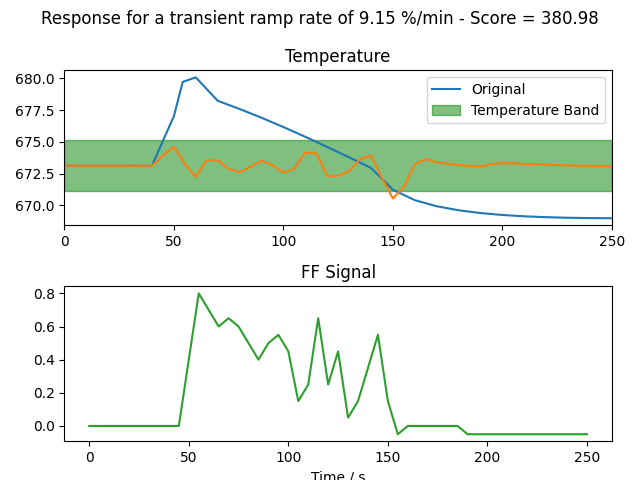 Response for a transient ramp rate of 9.15 %/min - Score = 380.98
Temperature
680.0
677.5
675.0
672.5
670.0
Original
Temperature Band
0 50 100 150 200 250
FF Signal
0.8
0.6
0.4
0.2
0.0
0 50 100 150 200 250
Time / s